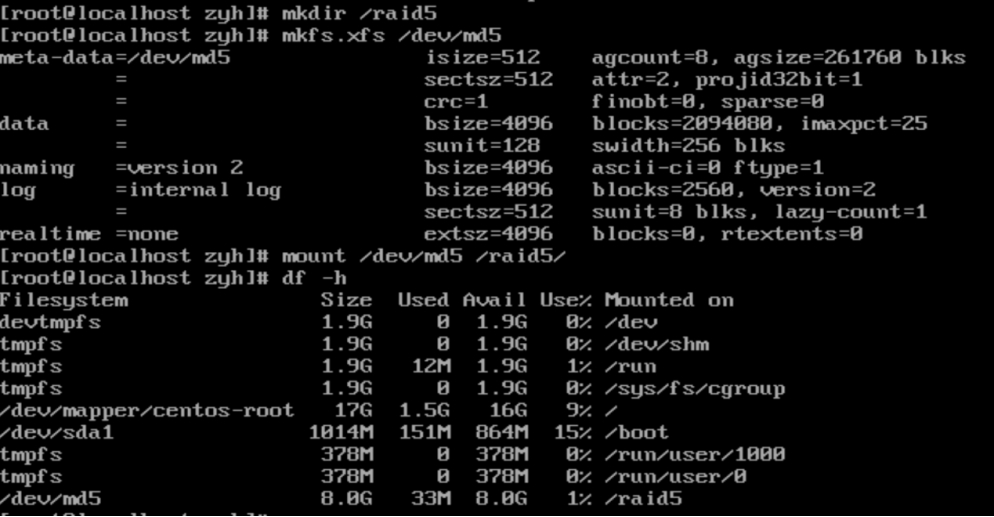 [root@localhost zyh]# mkdir /raid5
[root@localhost zyh]# mkfs.xfs /dev/md5
meta-data=/dev/md5               isize=512    agcount=8, agsize=261760 blks
         =                       sectsz=512   attr=2, projid32bit=1
         =                       crc=1        finobt=0, sparse=0
data     =                       bsize=4096   blocks=2094080, imaxpct=25
         =                       sunit=128    swidth=256 blks
naming   =version 2              bsize=4096   ascii-ci=0 ftype=1
log      =internal log           bsize=4096   blocks=2560, version=2
         =                       sectsz=512   sunit=8 blks, lazy-count=1
realtime =none                   extsz=4096   blocks=0, rtextents=0
[root@localhost zyh]# mount /dev/md5 /raid5/
[root@localhost zyh]# df -h
Filesystem               Size  Used Avail Use% Mounted on
devtmpfs                 1.9G     0  1.9G   0% /dev
tmpfs                    1.9G     0  1.9G   0% /dev/shm
tmpfs                    1.9G   12M  1.9G   1% /run
tmpfs                    1.9G     0  1.9G   0% /sys/fs/cgroup
/dev/mapper/centos-root   17G  1.5G   16G   9% /
/dev/sda1               1014M  151M  864M  15% /boot
tmpfs                    378M     0  378M   0% /run/user/1000
tmpfs                    378M     0  378M   0% /run/user/0
/dev/md5                 8.0G   33M  8.0G   1% /raid5